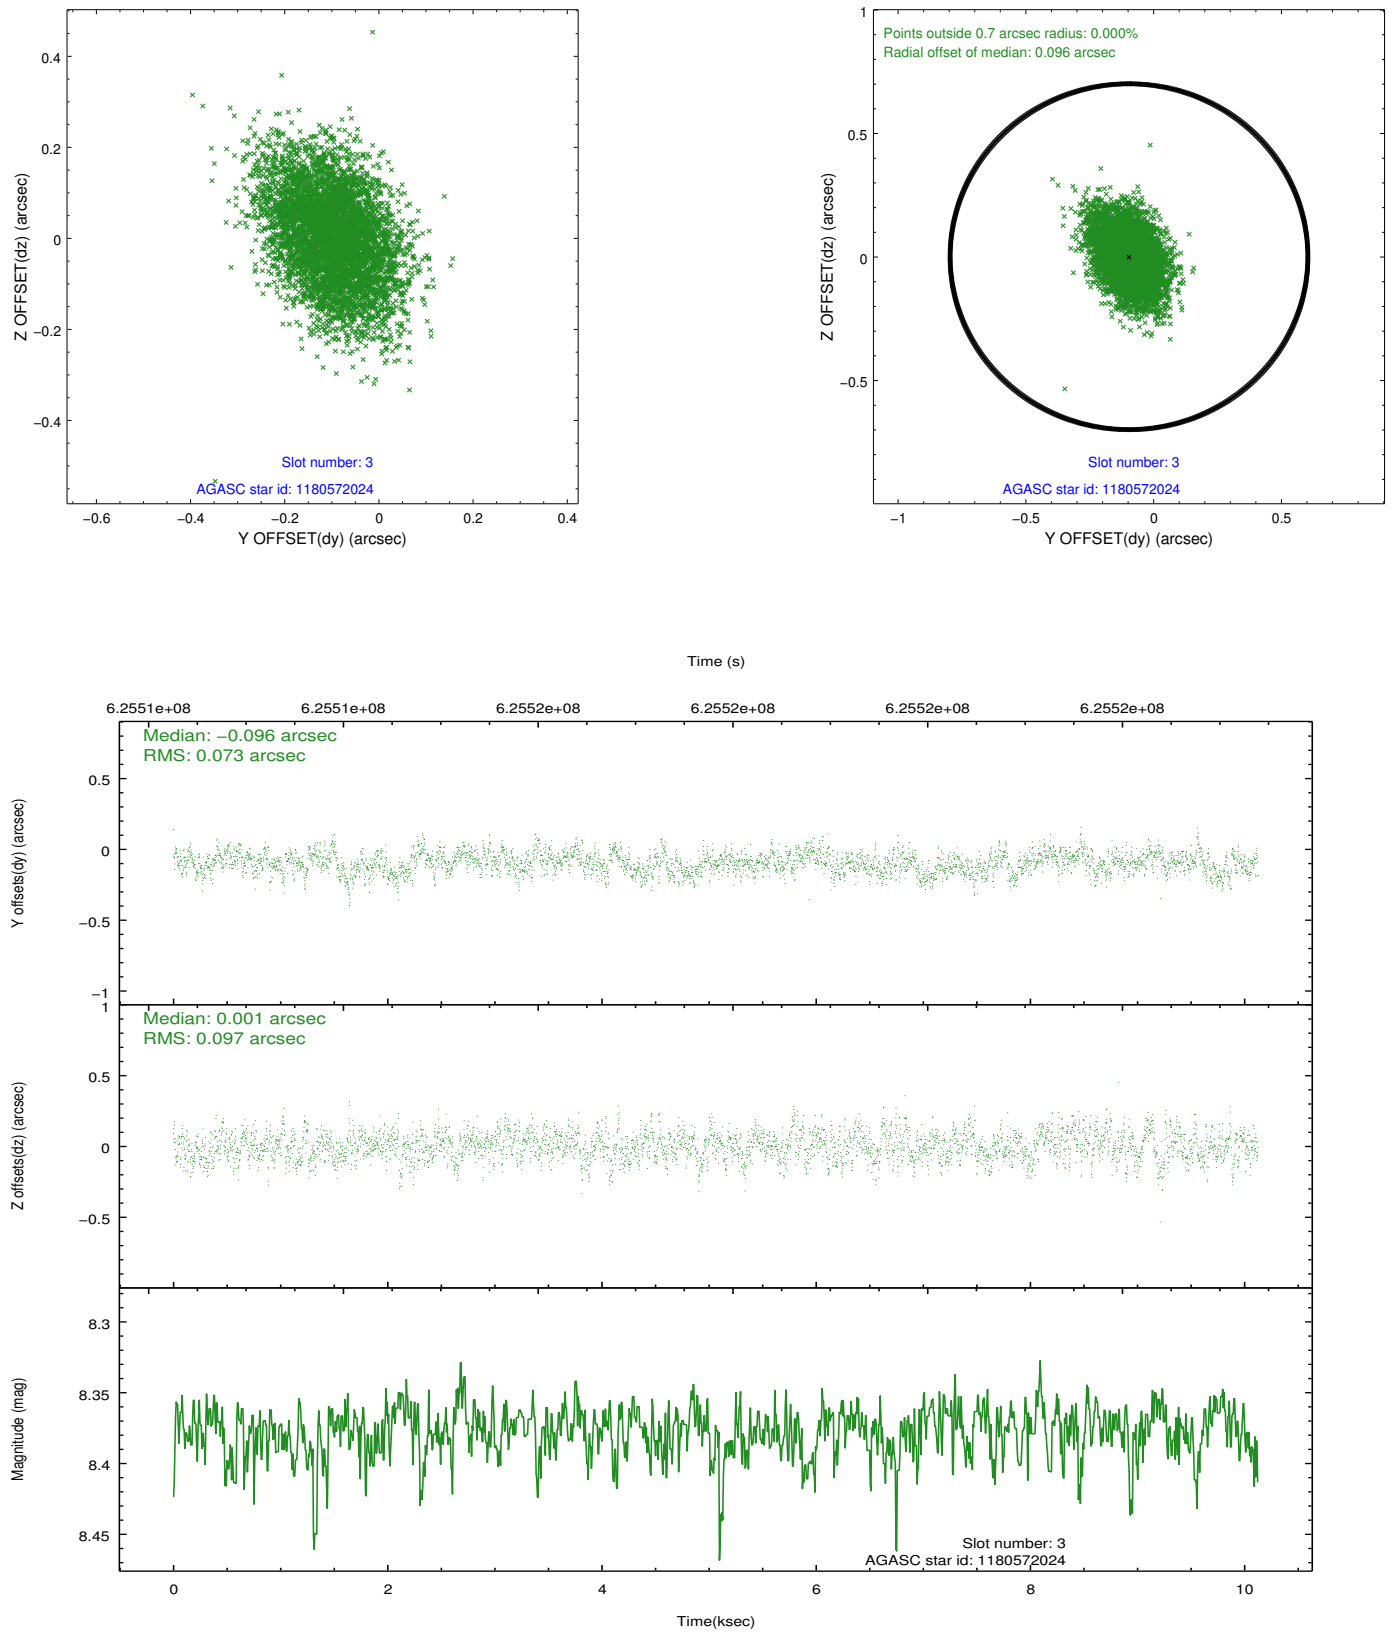 0.4
0.2
0
−0.2
−0.4
Z OFFSET(dz) (arcsec)
Slot number: 3
AGASC star id: 1180572024
−0.6 −0.4 −0.2 0 0.2 0.4
Y OFFSET(dy) (arcsec)
1
0.5
0
−0.5
Z OFFSET(dz) (arcsec)
Points outside 0.7 arcsec radius: 0.000%
Radial offset of median: 0.096 arcsec
Slot number: 3
AGASC star id: 1180572024
−1 −0.5 0 0.5
Y OFFSET(dy) (arcsec)
Time (s)
6.2551e+08 6.2551e+08 6.2552e+08 6.2552e+08 6.2552e+08 6.2552e+08
Median: −0.096 arcsec
RMS: 0.073 arcsec
0.5
0
−0.5
−1
Y offsets(dy) (arcsec)
Median: 0.001 arcsec
RMS: 0.097 arcsec
1
0.5
0
−0.5
Z offsets(dz) (arcsec)
8.3
8.35
8.4
8.45
Magnitude (mag)
Slot number: 3
AGASC star id: 1180572024
0 2 4 6 8 10
Time(ksec)